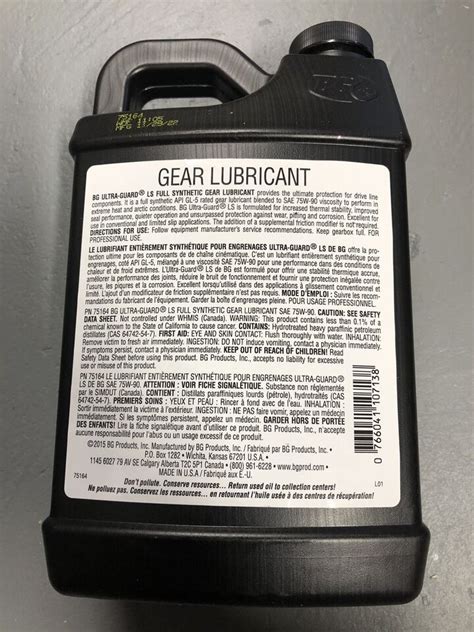 BG®
75164
MFG 11/29/22
GEAR LUBRICANT
BG ULTRA-GUARD® LS FULL SYNTHETIC GEAR LUBRICANT provides the ultimate protection for drive line
components. It is a full synthetic API GL-5 rated gear lubricant blended to SAE 75W-90 viscosity to perform in
extreme heat and arctic conditions. BG Ultra-Guard® LS is formulated for increased thermal stability, improved
seal performance, quieter operation and unsurpassed protection against wear, piffing and corrosion. Excellent for
use in conventional and limited slip applications. The addition of a supplemental friction modifier is not required.
DIRECTIONS FOR USE: Follow equipment manufacturer's service recommendations. Keep gearbox full. FOR
PROFESSIONAL USE.
LE LUBRIFIANT ENTIÈREMENT SYNTHÉTIQUE POUR ENGRENAGES ULTRA-GUARD® LS DE BG offre la pro-
tection ultime pour les composants de la chaîne cinématique. C'est un lubrifiant entièrement synthétique pour
engrenages, coté API GL-5, mélangé à une viscosité SAE 75W-90 pour une performance dans des conditions de
chaleur et de froid extrêmes. L'Ultra-Guard® LS de BG est formulé pour offrir une stabilité thermique accrue,
améliorer la performance des joints, réduire le bruit de fonctionnement et fournir une protection inégalée contre
l'usure, les piqûres et la corrosion. Excellent pour une utilisation dans les applications à dispositif conventionnel et à
dérapement limité. L'ajout d'un modificateur de friction supplémentaire n'est pas requis. MODE D'EMPLOI : Suivre les recom-
mandations du fabricant de l'équipement. Garder la boîte d'engrenages pleine. POUR USAGE PROFESSIONNEL.
PN 75164 BG ULTRA-GUARD® LS FULL SYNTHETIC GEAR LUBRICANT SAE 75W-90. CAUTION: SEE SAFETY
DATA SHEET. Not controlled under WHMIS (Canada). WARNING: This product contains less than 0.1% of a
chemical known to the State of California to cause cancer. CONTAINS: Hydrotreated heavy paraffinic petroleum
distillates (CAS 64742-54-7). FIRST AID: EYE AND SKIN CONTACT: Flush thoroughly with water. INHALATION:
Remove victim to fresh air. INGESTION: Do not induce vomiting, contact a physician immediately.
If symptoms persist, contact a physician immediately. KEEP OUT OF REACH OF CHILDREN! Read
Safety Data Sheet before using this product. BG Products, Inc., accepts no liability for excessive
use or misuse of this product.
PN 75164 LE LUBRIFIANT ENTIÈREMENT SYNTHÉTIQUE POUR ENGRENAGES ULTRA-GUARD®
LS DE BG SAE 75W-90. ATTENTION : VOIR FICHE SIGNALÉTIQUE. Substance non réglementée
par le SIMDUT (Canada). CONTIENT : Distillats paraffiniques lourds (pétrole), hydrotraités (CAS
64742-54-7). PREMIERS SOINS : YEUX ET PEAU : Rincer à fond avec de l'eau. INHALATION :
Sortir immédiatement la victime à l'extérieur. INGESTION : NE PAS faire vomir, appeler un médecin
immédiatement. Si les symptômes persistent, appeler un médecin. GARDER HORS DE PORTÉE
DES ENFANTS! Lire la fiche signalétique avant d'utiliser ce produit. BG Products, Inc., n'accepte
aucune responsabilité pour l'abus ou un usage excessif de ce produit.
©2015 BG Products, Inc. Manufactured by BG Products, Inc. / Fabriqué par BG Products, Inc. •
P.O. Box 1282 • Wichita, Kansas 67201 U.S.A. •
1145 6027 79 AV SE Calgary Alberta T2C 5P1 Canada • (800) 961-6228 • www.bgprod.com •
MADE IN U.S.A./ Fabriqué aux É.-U.
Don't pollute. Conserve resources... Return used oil to collection centers!
Ne polluez pas. Conservez les ressources... en retournant l'huile usée à des centres de récupération!
75164
L01
0 766041 107138